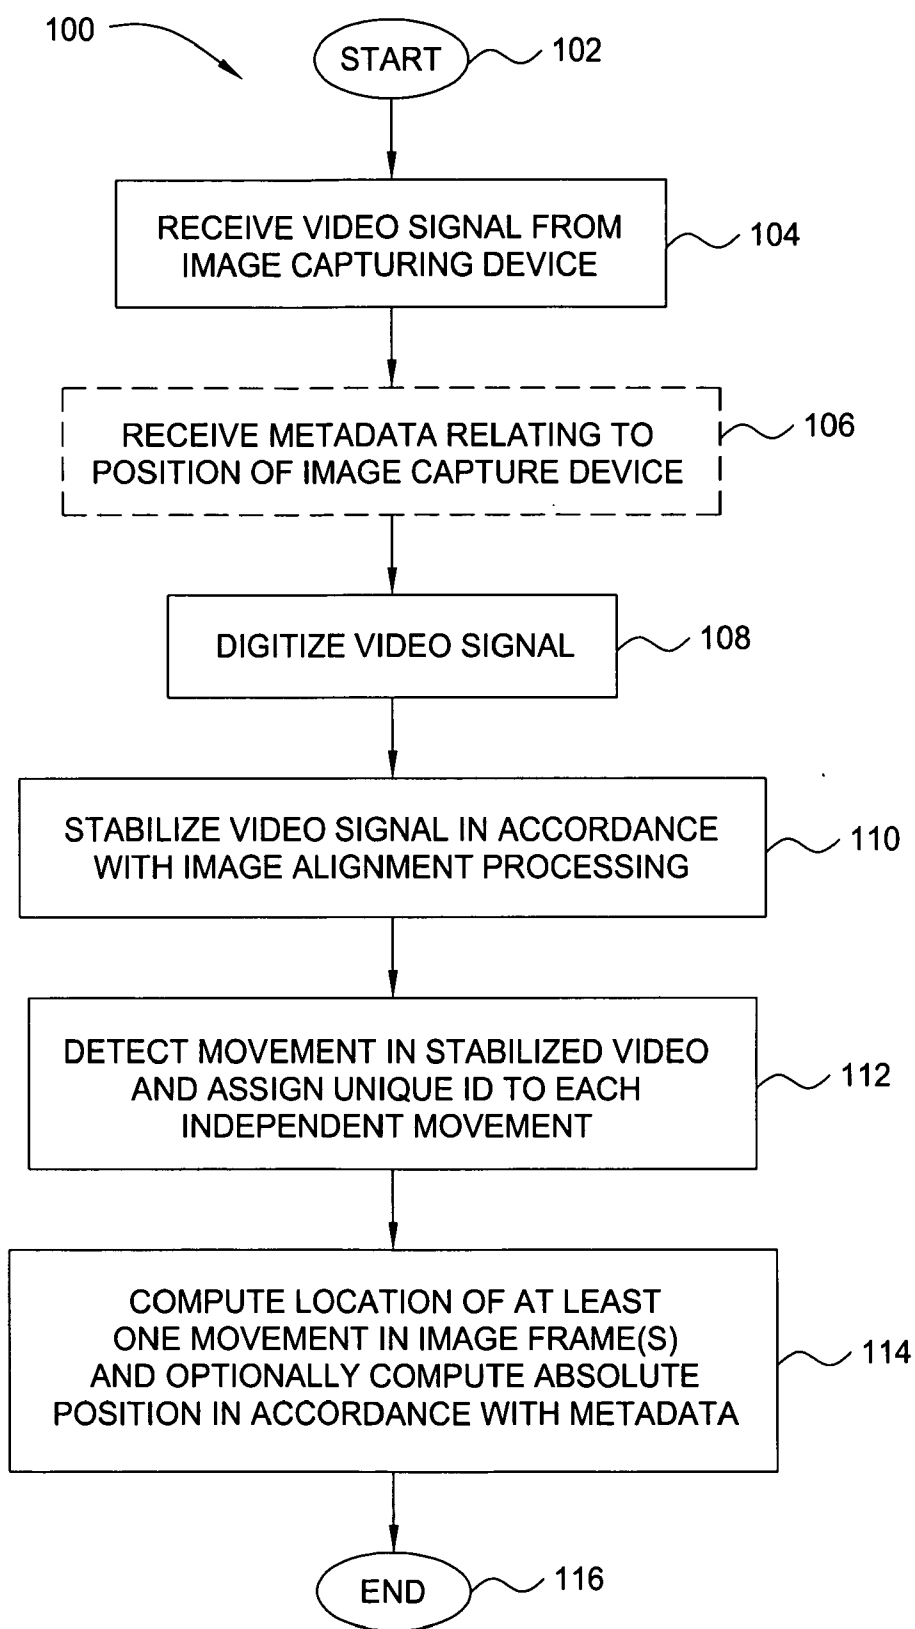 100
START
102
RECEIVE VIDEO SIGNAL FROM
IMAGE CAPTURING DEVICE
104
RECEIVE METADATA RELATING TO
POSITION OF IMAGE CAPTURE DEVICE
106
DIGITIZE VIDEO SIGNAL
108
STABILIZE VIDEO SIGNAL IN ACCORDANCE
WITH IMAGE ALIGNMENT PROCESSING
110
DETECT MOVEMENT IN STABILIZED VIDEO
AND ASSIGN UNIQUE ID TO EACH
INDEPENDENT MOVEMENT
112
COMPUTE LOCATION OF AT LEAST
ONE MOVEMENT IN IMAGE FRAME(S)
AND OPTIONALLY COMPUTE ABSOLUTE
POSITION IN ACCORDANCE WITH METADATA
114
END
116